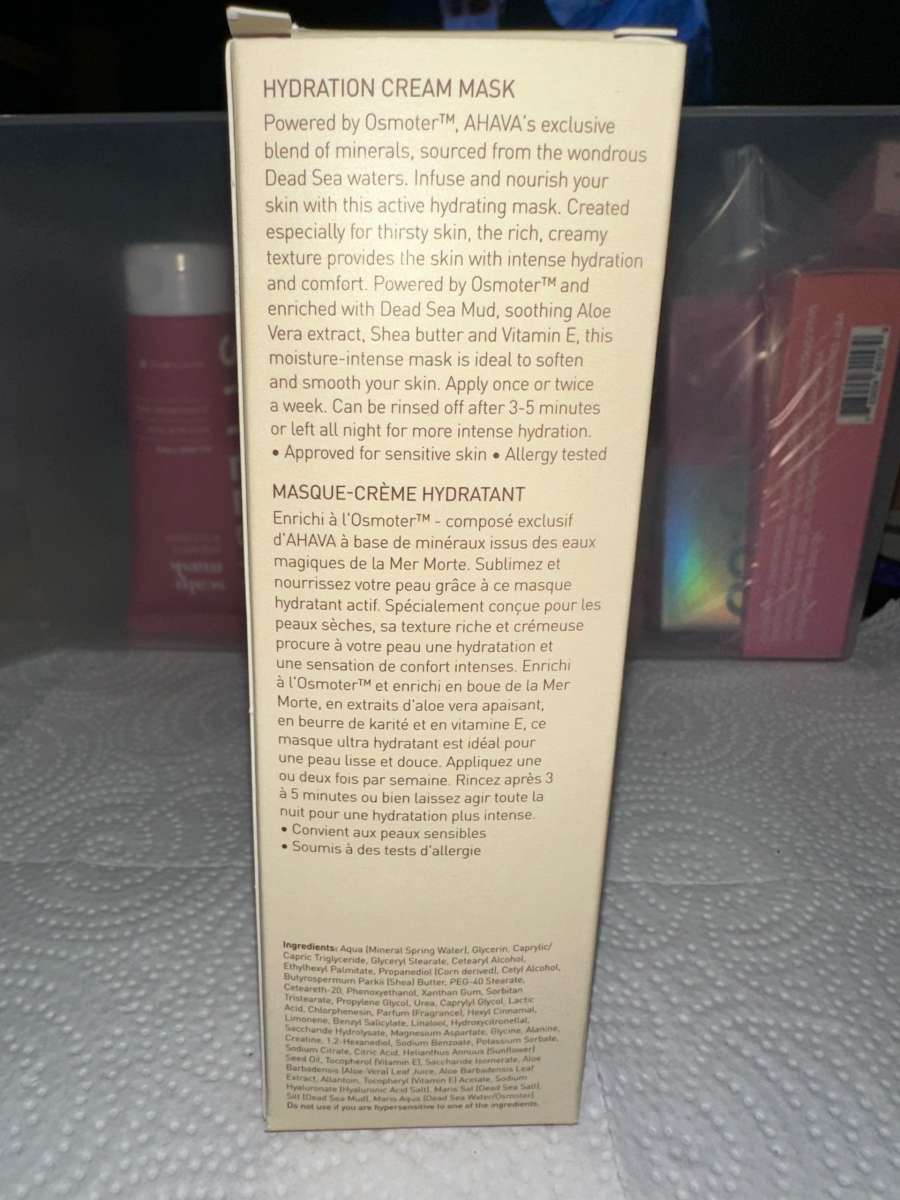 HYDRATION CREAM MASK
Powered by Osmoter™, AHAVA's exclusive
blend of minerals, sourced from the wondrous
Dead Sea waters. Infuse and nourish your
skin with this active hydrating mask. Created
especially for thirsty skin, the rich, creamy
texture provides the skin with intense hydration
and comfort. Powered by Osmoter™ and
enriched with Dead Sea Mud, soothing Aloe
Vera extract, Shea butter and Vitamin E, this
moisture-intense mask is ideal to soften
and smooth your skin. Apply once or twice
a week. Can be rinsed off after 3-5 minutes
or left all night for more intense hydration.
• Approved for sensitive skin • Allergy tested
MASQUE-CRÈME HYDRATANT
Enrichi à l'Osmoter™ - composé exclusif
d'AHAVA à base de minéraux issus des eaux
magiques de la Mer Morte. Sublimez et
nourrissez votre peau grâce à ce masque
hydratant actif. Spécialement conçue pour les
peaux sèches, sa texture riche et crémeuse
procure à votre peau une hydratation et
une sensation de confort intenses. Enrichi
à l'Osmoter™ et enrichi en boue de la Mer
Morte, en extraits d'aloe vera apaisant,
en beurre de karité et en vitamine E, ce
masque ultra hydratant est idéal pour
une peau lisse et douce. Appliquez une
ou deux fois par semaine. Rincez après 3
à 5 minutes ou bien laissez agir toute la
nuit pour une hydratation plus intense.
• Convient aux peaux sensibles
• Soumis à des tests d'allergie
Ingredients: Aqua (Mineral Spring Water), Glycerin, Caprylic/
Capric Triglyceride, Glyceryl Stearate, Cetearyl Alcohol,
Ethylhexyl Palmitate, Propanediol (Corn derived), Cetyl Alcohol,
Butyrospermum Parkii (Shea) Butter, PEG-40 Stearate,
Ceteareth-20, Phenoxyethanol, Xanthan Gum, Sorbitan
Tristearate, Propylene Glycol, Urea, Caprylyl Glycol, Lactic
Acid, Chlorphenesin, Parfum (Fragrance), Hexyl Cinnamal,
Limonene, Benzyl Salicylate, Linalool, Hydroxycitronellal,
Saccharide Hydrolysate, Magnesium Aspartate, Glycine, Alanine,
Creatine, 1,2-Hexanediol, Sodium Benzoate, Potassium Sorbate,
Sodium Citrate, Citric Acid, Helianthus Annuus (Sunflower)
Seed Oil, Tocopherol (Vitamin E), Saccharide Isomerate, Aloe
Barbadensis (Aloe-Vera) Leaf Juice, Aloe Barbadensis Leaf
Extract, Allantoin, Tocopheryl (Vitamin E) Acetate, Sodium
Hyaluronate (Hyaluronic Acid Salt), Maris Sal (Dead Sea Salt),
Silt (Dead Sea Mud), Maris Aqua (Dead Sea Water/Osmoter).
Do not use if you are hypersensitive to one of the ingredients.
scalp
mask